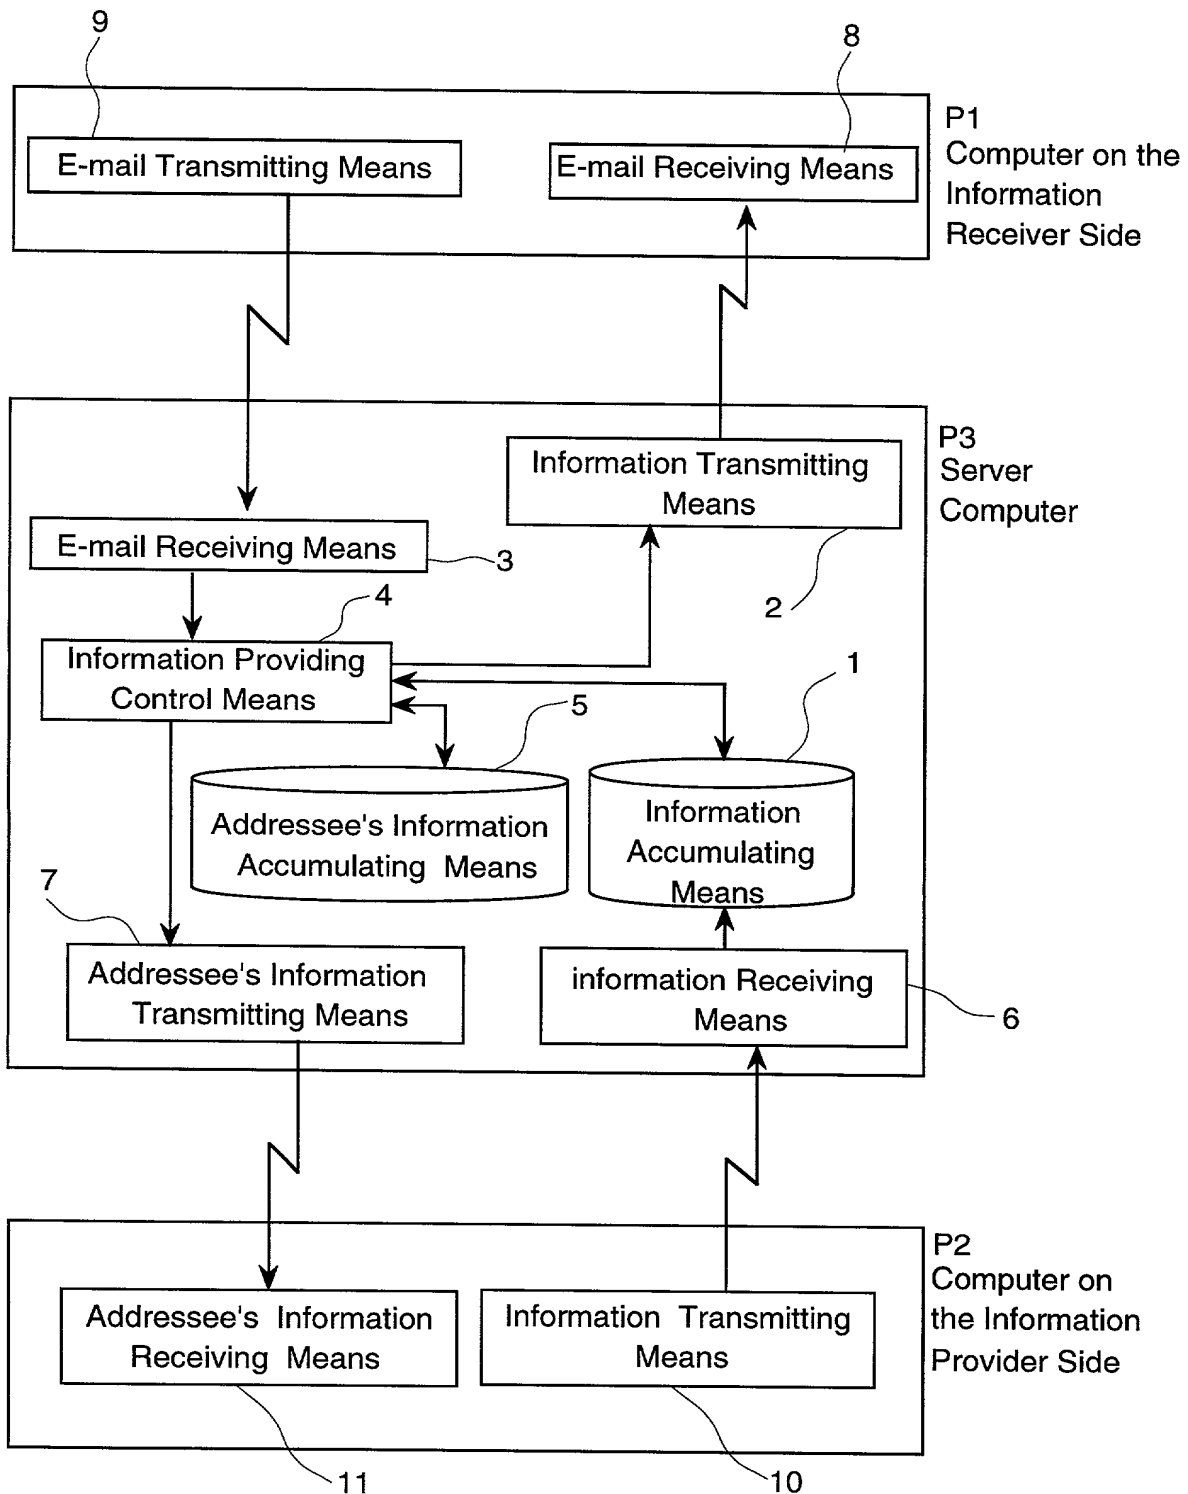 9
8
E-mail Transmitting Means
E-mail Receiving Means
P1
Computer on the
Information
Receiver Side
P3
Server
Computer
Information Transmitting
Means
2
E-mail Receiving Means
3
4
Information Providing
Control Means
1
5
Addressee's Information
Accumulating Means
Information
Accumulating
Means
7
Addressee's Information
Transmitting Means
information Receiving
Means
6
P2
Computer on
the Information
Provider Side
Addressee's Information
Receiving Means
Information Transmitting
Means
11
10